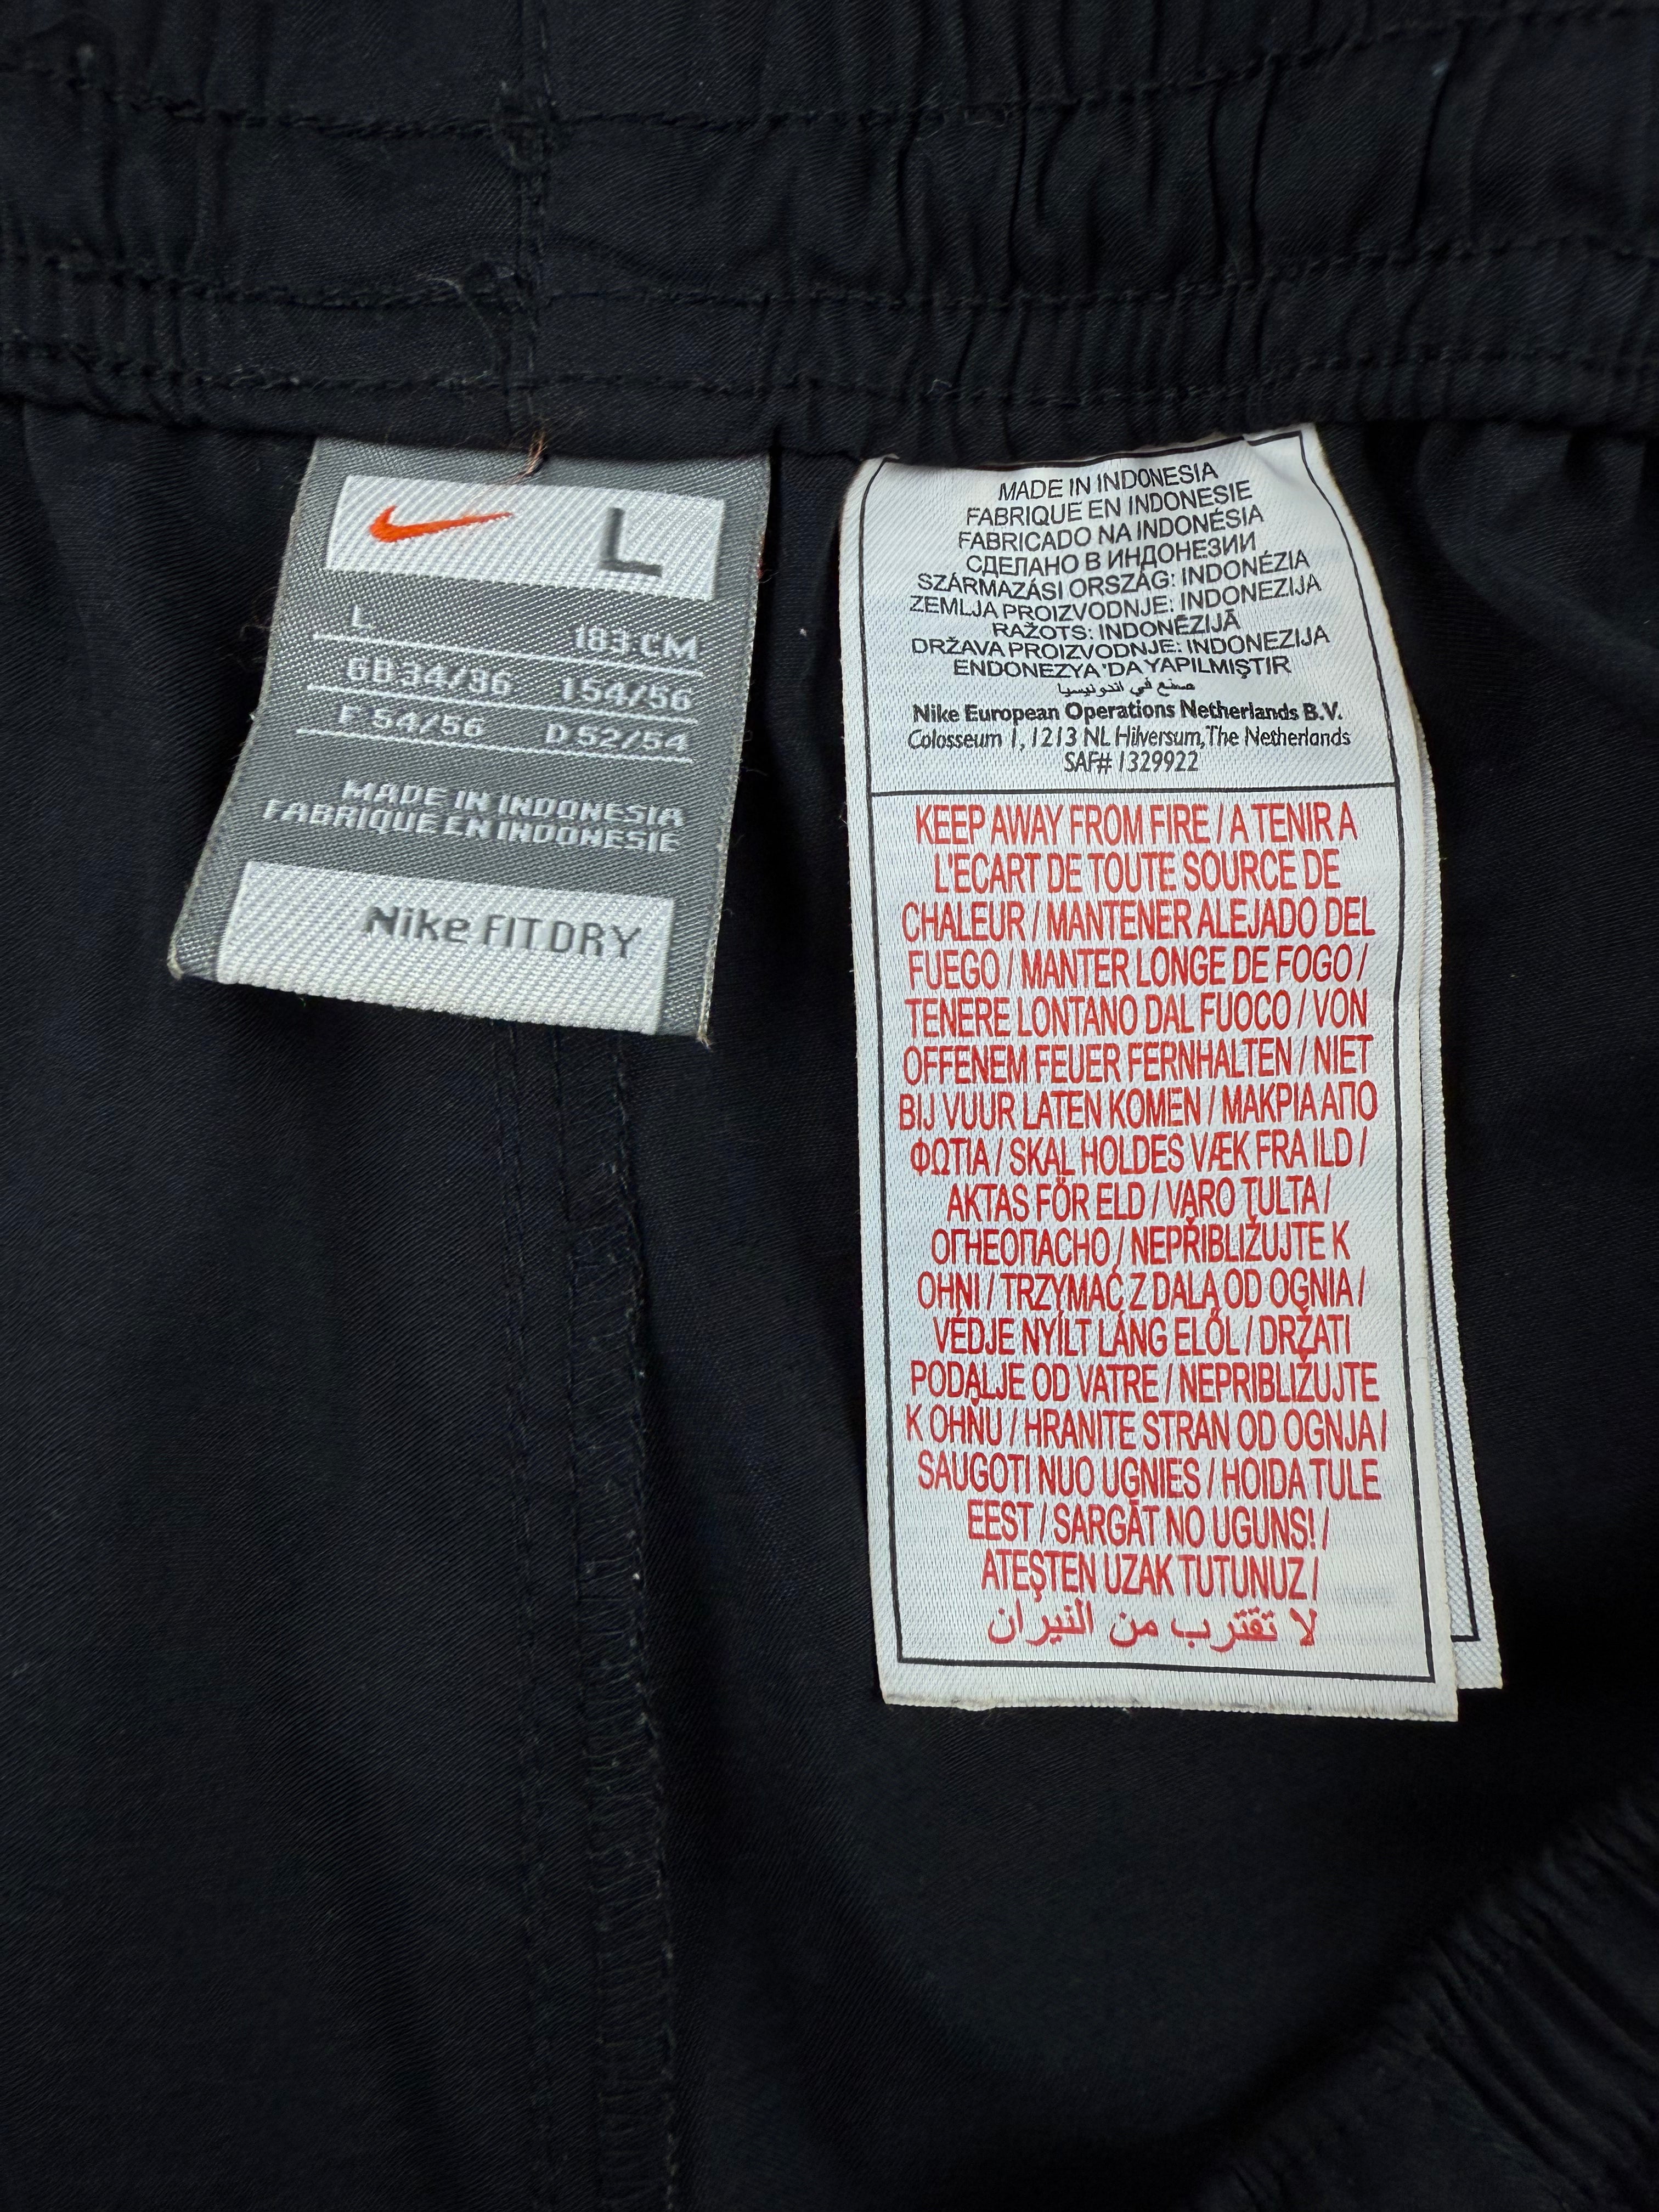 L
L 183 CM
GB 34/36 I 54/56
F 54/56 D 52/54
MADE IN INDONESIA
FABRIQUE EN INDONESIE
Nike FIT DRY
MADE IN INDONESIA
FABRIQUE EN INDONESIE
FABRICADO NA INDONÉSIA
СДЕЛАНО В ИНДОНЕЗИИ
SZÁRMAZÁSI ORSZÁG: INDONÉZIA
ZEMLJA PROIZVODNJE: INDONEZIJA
RAŽOTS: INDONĒZIJĀ
DRŽAVA PROIZVODNJE: INDONEZIJA
ENDONEZYA'DA YAPILMIŞTIR
صنع في اندونيسيا
Nike European Operations Netherlands B.V.
Colosseum 1, 1213 NL Hilversum, The Netherlands
SAF# 1329922
KEEP AWAY FROM FIRE / A TENIR A
L'ECART DE TOUTE SOURCE DE
CHALEUR / MANTENER ALEJADO DEL
FUEGO / MANTER LONGE DE FOGO /
TENERE LONTANO DAL FUOCO / VON
OFFENEM FEUER FERNHALTEN / NIET
BIJ VUUR LATEN KOMEN / ΜΑΚΡΙΑ ΑΠΟ
ΦΩΤΙΑ / SKAL HOLDES VÆK FRA ILD /
AKTAS FÖR ELD / VARO TULTA /
ОГНЕОПАСНО / NEPŘIBLIŽUJTE K
OHNI / TRZYMAĆ Z DALA OD OGNIA /
VÉDJE NYÍLT LÁNG ELŐL / DRŽATI
PODALJE OD VATRE / NEPRIBLIŽUJTE
K OHŇU / HRANITE STRAN OD OGNJA /
SAUGOTI NUO UGNIES / HOIDA TULE
EEST / SARGĀT NO UGUNS! /
ATEŞTEN UZAK TUTUNUZ /
لا تقترب من النيران